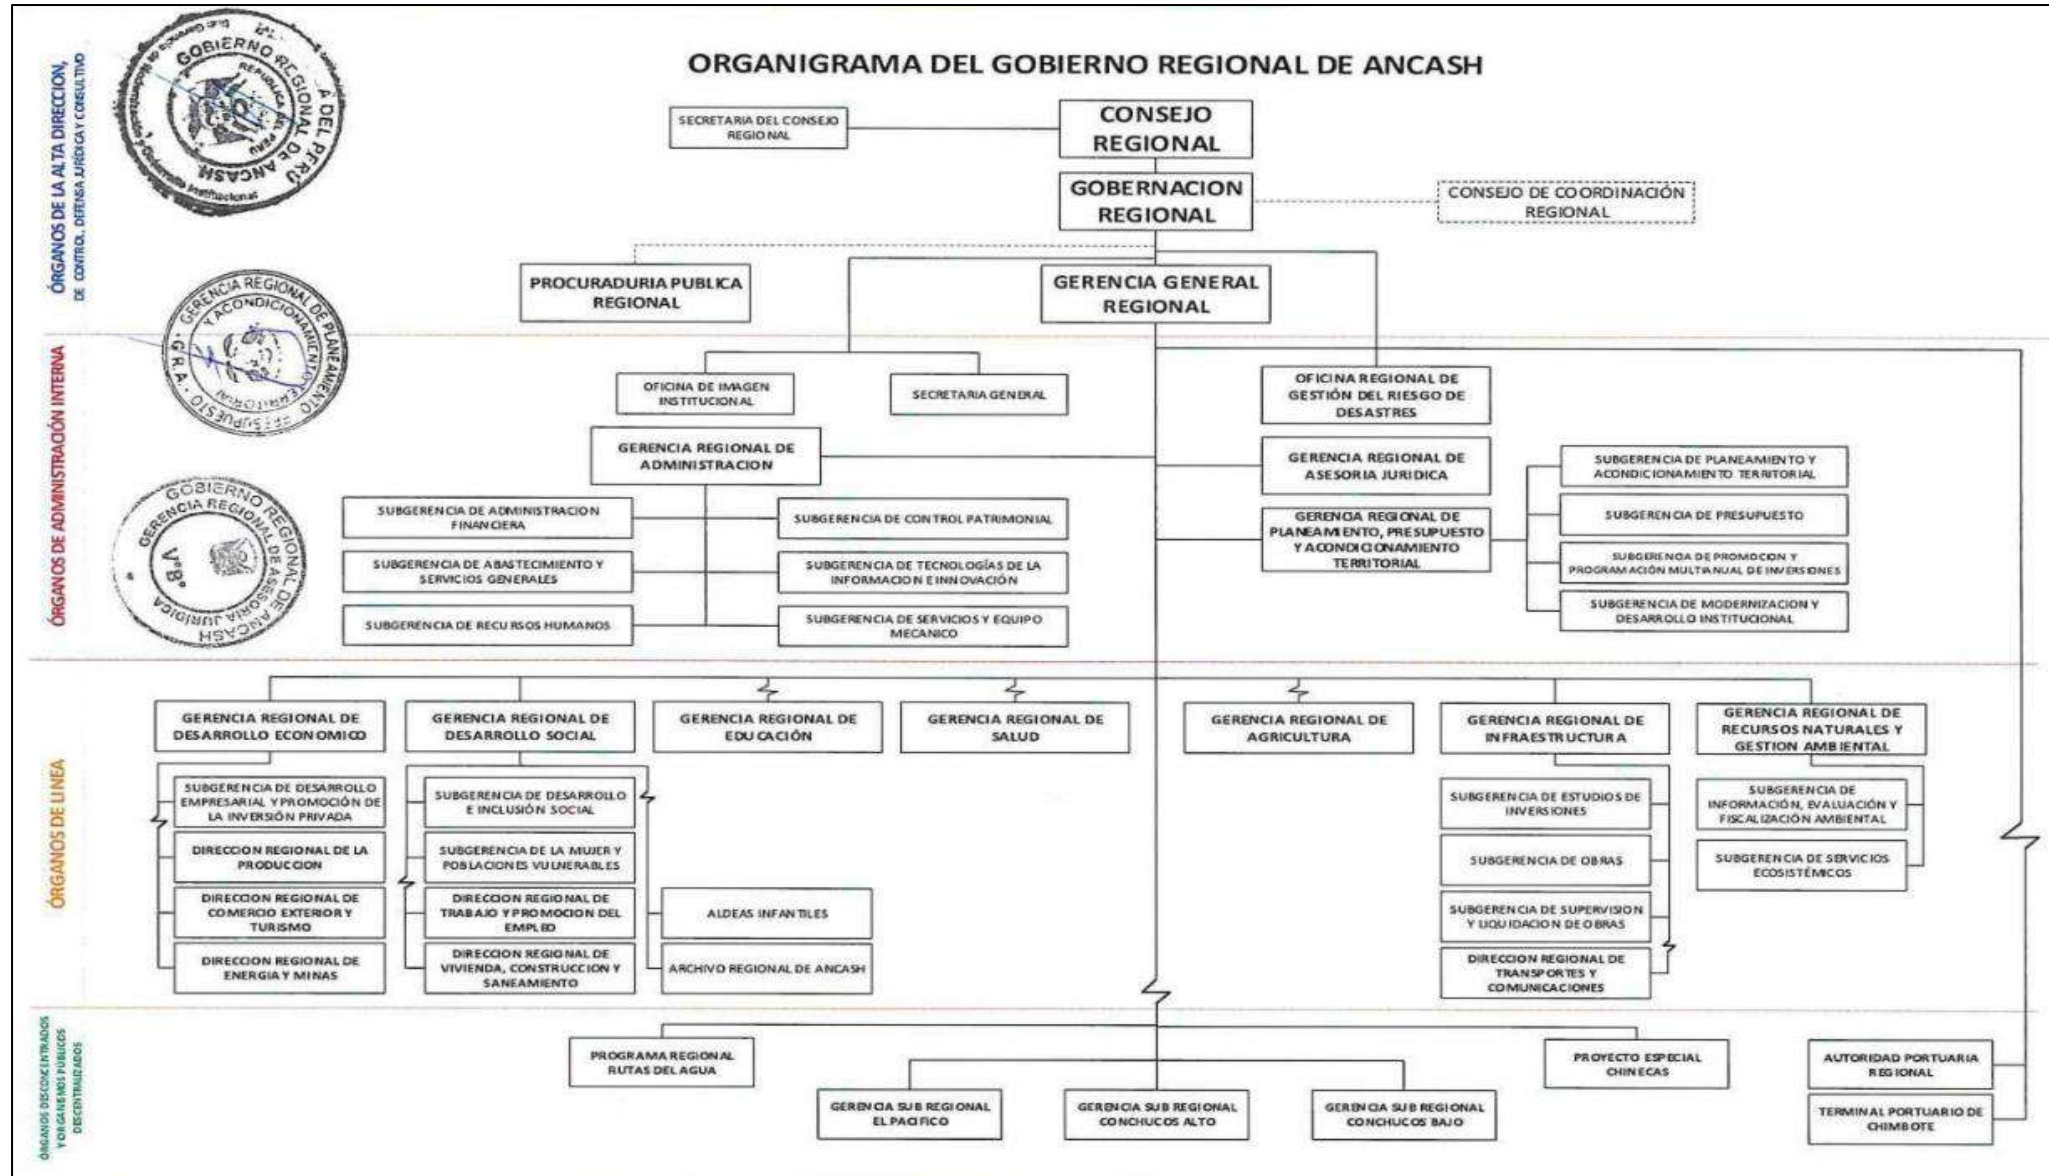 ORGANIGRAMA DEL GOBIERNO REGIONAL DE ANCASH
ÓRGANOS DE LA ALTA DIRECCION,
DE CONTROL, DEFENSA JURÍDICA Y CONSULTIVO
GOBIERNO REGIONAL DE ANCASH
REPUBLICA DEL PERU
SECRETARIA DEL CONSEJO
REGIONAL
CONSEJO
REGIONAL
GOBERNACION
REGIONAL
CONSEJO DE COORDINACIÓN
REGIONAL
PROCURADURIA PUBLICA
REGIONAL
GERENCIA GENERAL
REGIONAL
GERENCIA REGIONAL DE PLANEAMIENTO
Y ACONDICIONAMIENTO TERRITORIAL
G.R.A.
ÓRGANOS DE ADMINISTRACIÓN INTERNA
OFICINA DE IMAGEN
INSTITUCIONAL
SECRETARIA GENERAL
OFICINA REGIONAL DE
GESTIÓN DEL RIESGO DE
DESASTRES
GERENCIA REGIONAL DE
ADMINISTRACION
GERENCIA REGIONAL DE
ASESORIA JURIDICA
GERENCIA REGIONAL DE
PLANEAMIENTO, PRESUPUESTO
Y ACONDICIONAMIENTO
TERRITORIAL
SUBGERENCIA DE PLANEAMIENTO Y
ACONDICIONAMIENTO TERRITORIAL
SUBGERENCIA DE PRESUPUESTO
SUBGERENCIA DE PROMOCION Y
PROGRAMACIÓN MULTIANUAL DE INVERSIONES
SUBGERENCIA DE MODERNIZACION Y
DESARROLLO INSTITUCIONAL
GOBIERNO REGIONAL DE ANCASH
GERENCIA REGIONAL DE ASESORIA JURIDICA
VºBº
SUBGERENCIA DE ADMINISTRACION
FINANCIERA
SUBGERENCIA DE CONTROL PATRIMONIAL
SUBGERENCIA DE ABASTECIMIENTO Y
SERVICIOS GENERALES
SUBGERENCIA DE TECNOLOGÍAS DE LA
INFORMACION E INNOVACIÓN
SUBGERENCIA DE RECURSOS HUMANOS
SUBGERENCIA DE SERVICIOS Y EQUIPO
MECANICO
ÓRGANOS DE LINEA
GERENCIA REGIONAL DE
DESARROLLO ECONOMICO
GERENCIA REGIONAL DE
DESARROLLO SOCIAL
GERENCIA REGIONAL DE
EDUCACIÓN
GERENCIA REGIONAL DE
SALUD
GERENCIA REGIONAL DE
AGRICULTURA
GERENCIA REGIONAL DE
INFRAESTRUCTURA
GERENCIA REGIONAL DE
RECURSOS NATURALES Y
GESTION AMBIENTAL
SUBGERENCIA DE DESARROLLO
EMPRESARIAL Y PROMOCIÓN DE
LA INVERSIÓN PRIVADA
DIRECCION REGIONAL DE LA
PRODUCCION
DIRECCION REGIONAL DE
COMERCIO EXTERIOR Y
TURISMO
DIRECCION REGIONAL DE
ENERGIA Y MINAS
SUBGERENCIA DE DESARROLLO
E INCLUSIÓN SOCIAL
SUBGERENCIA DE LA MUJER Y
POBLACIONES VULNERABLES
DIRECCION REGIONAL DE
TRABAJO Y PROMOCION DEL
EMPLEO
DIRECCION REGIONAL DE
VIVIENDA, CONSTRUCCION Y
SANEAMIENTO
ALDEAS INFANTILES
ARCHIVO REGIONAL DE ANCASH
SUBGERENCIA DE ESTUDIOS DE
INVERSIONES
SUBGERENCIA DE OBRAS
SUBGERENCIA DE SUPERVISION
Y LIQUIDACION DE OBRAS
DIRECCION REGIONAL DE
TRANSPORTES Y
COMUNICACIONES
SUBGERENCIA DE
INFORMACIÓN, EVALUACIÓN Y
FISCALIZACIÓN AMBIENTAL
SUBGERENCIA DE SERVICIOS
ECOSISTÉMICOS
ÓRGANOS DESCONCENTRADOS
Y ORGANISMOS PÚBLICOS
DESCENTRALIZADOS
PROGRAMA REGIONAL
RUTAS DEL AGUA
GERENCIA SUB REGIONAL
EL PACIFICO
GERENCIA SUB REGIONAL
CONCHUCOS ALTO
GERENCIA SUB REGIONAL
CONCHUCOS BAJO
PROYECTO ESPECIAL
CHINECAS
AUTORIDAD PORTUARIA
REGIONAL
TERMINAL PORTUARIO DE
CHIMBOTE